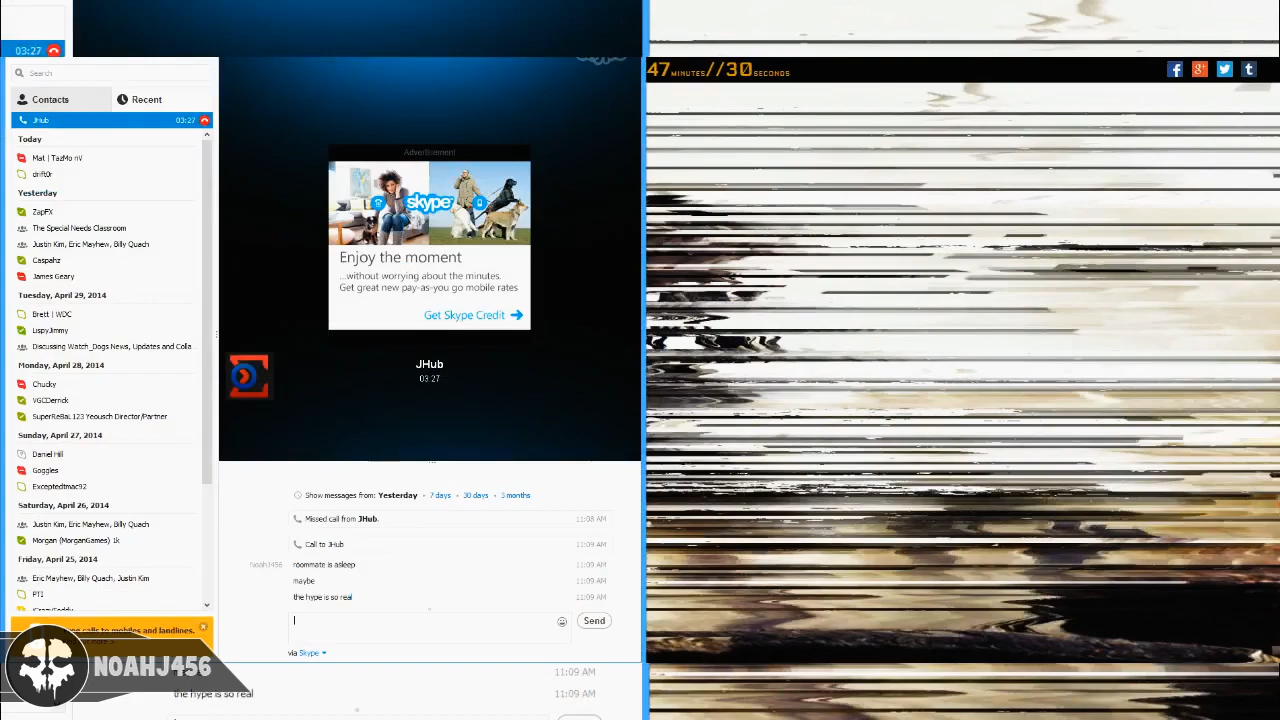 03:27
Search
Contacts
Recent
JHub 03:27
Today
Mat | TazMo nV
drift0r
Yesterday
ZapFX
The Special Needs Classroom
Justin Kim, Eric Mayhew, Billy Quach
Caspahz
James Geary
Tuesday, April 29, 2014
Brett | WDC
LispyJimmy
Discussing Watch_Dogs News, Updates and Colla
Monday, April 28, 2014
Chucky
VGCDerrick
SuperReBaL123 Yeousch Director/Partner
Sunday, April 27, 2014
Daniel Hill
Goggles
Exceptedtmac92
Saturday, April 26, 2014
Justin Kim, Eric Mayhew, Billy Quach
Morgan (MorganGames) 1k
Friday, April 25, 2014
Eric Mayhew, Billy Quach, Justin Kim
PTI
calls to mobiles and landlines.
NOAHJ456
Advertisement
skype
Enjoy the moment
...without worrying about the minutes.
Get great new pay-as-you go mobile rates
Get Skype Credit
JHub
03:27
Show messages from: Yesterday • 7 days • 30 days • 3 months
Missed call from JHub. 11:08 AM
Call to JHub 11:09 AM
NoahJ456 roommate is asleep 11:09 AM
maybe 11:09 AM
the hype is so real 11:09 AM
Send
via Skype
11:09 AM
the hype is so real 11:09 AM
47 MINUTES//30 SECONDS